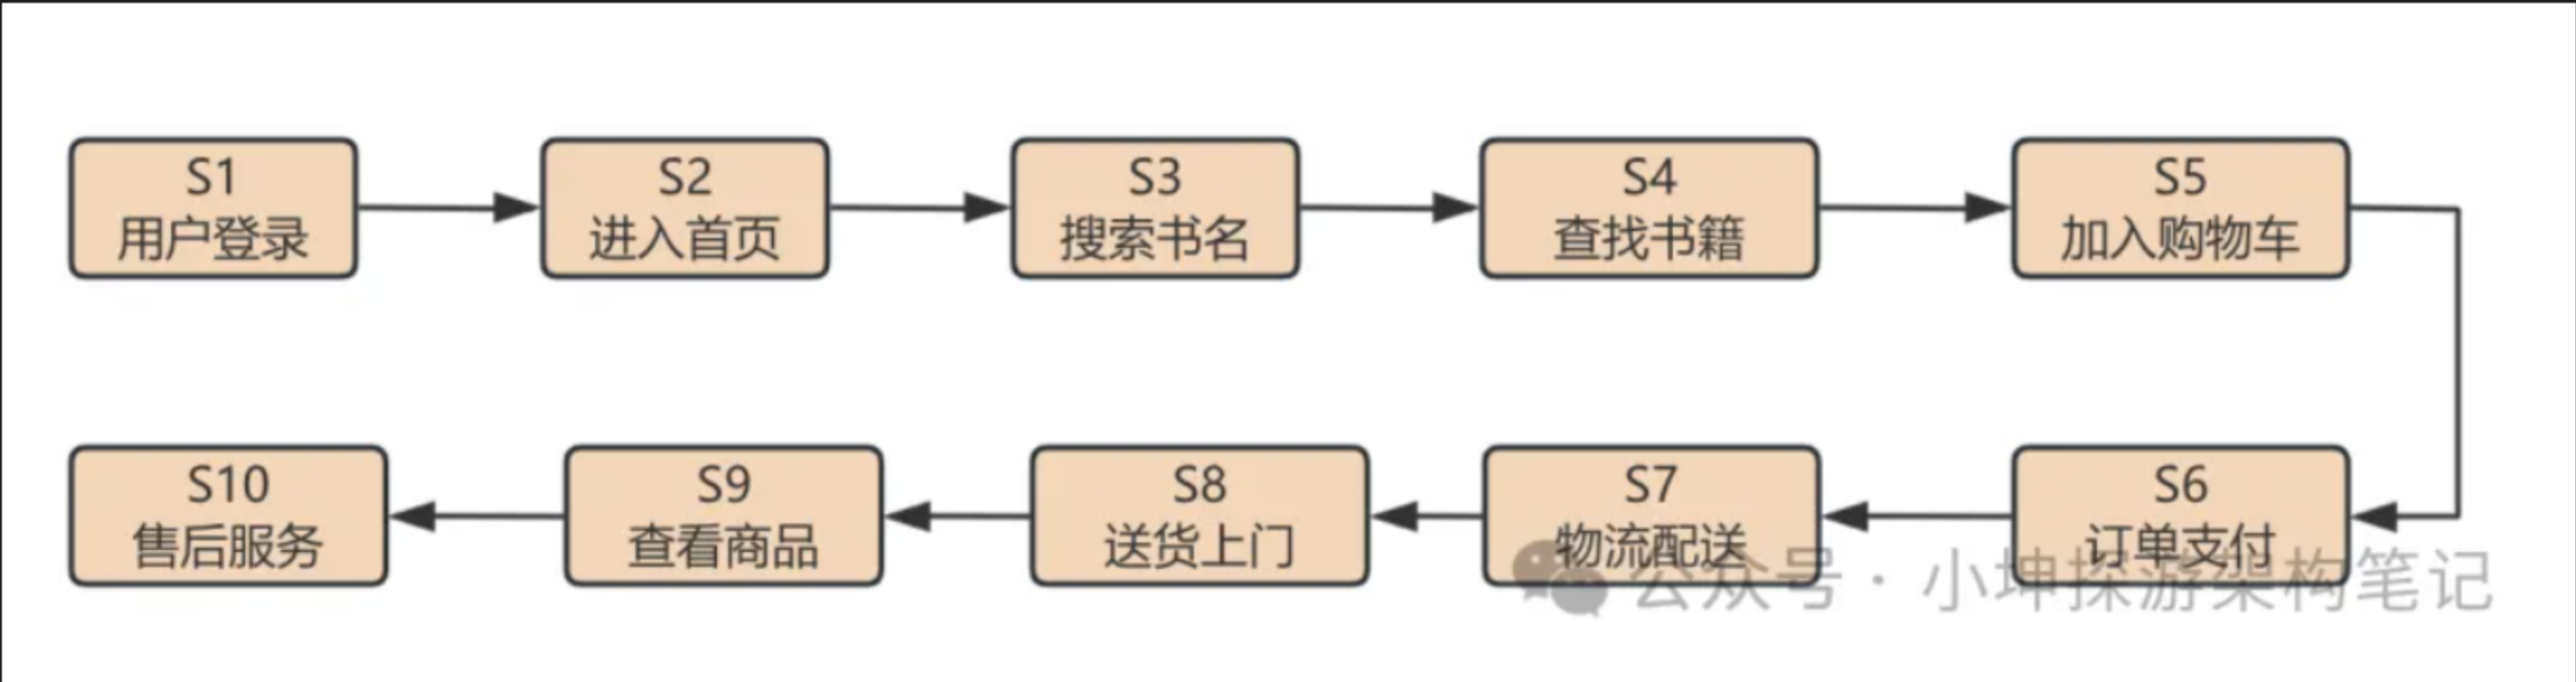 S1
用户登录
S2
进入首页
S3
搜索书名
S4
查找书籍
S5
加入购物车
S6
订单支付
S7
物流配送
S8
送货上门
S9
查看商品
S10
售后服务
公众号 · 小坤探游架构笔记